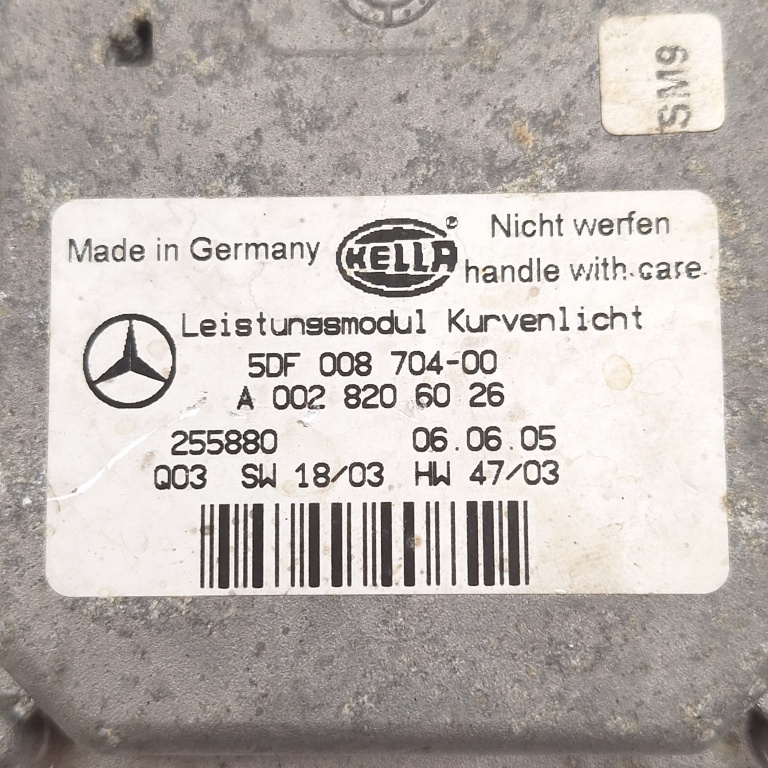 SM9
Made in Germany
HELLA
Nicht werfen
handle with care
Leistungsmodul Kurvenlicht
5DF 008 704-00
A 002 820 60 26
255880 06.06.05
Q03 SW 18/03 HW 47/03